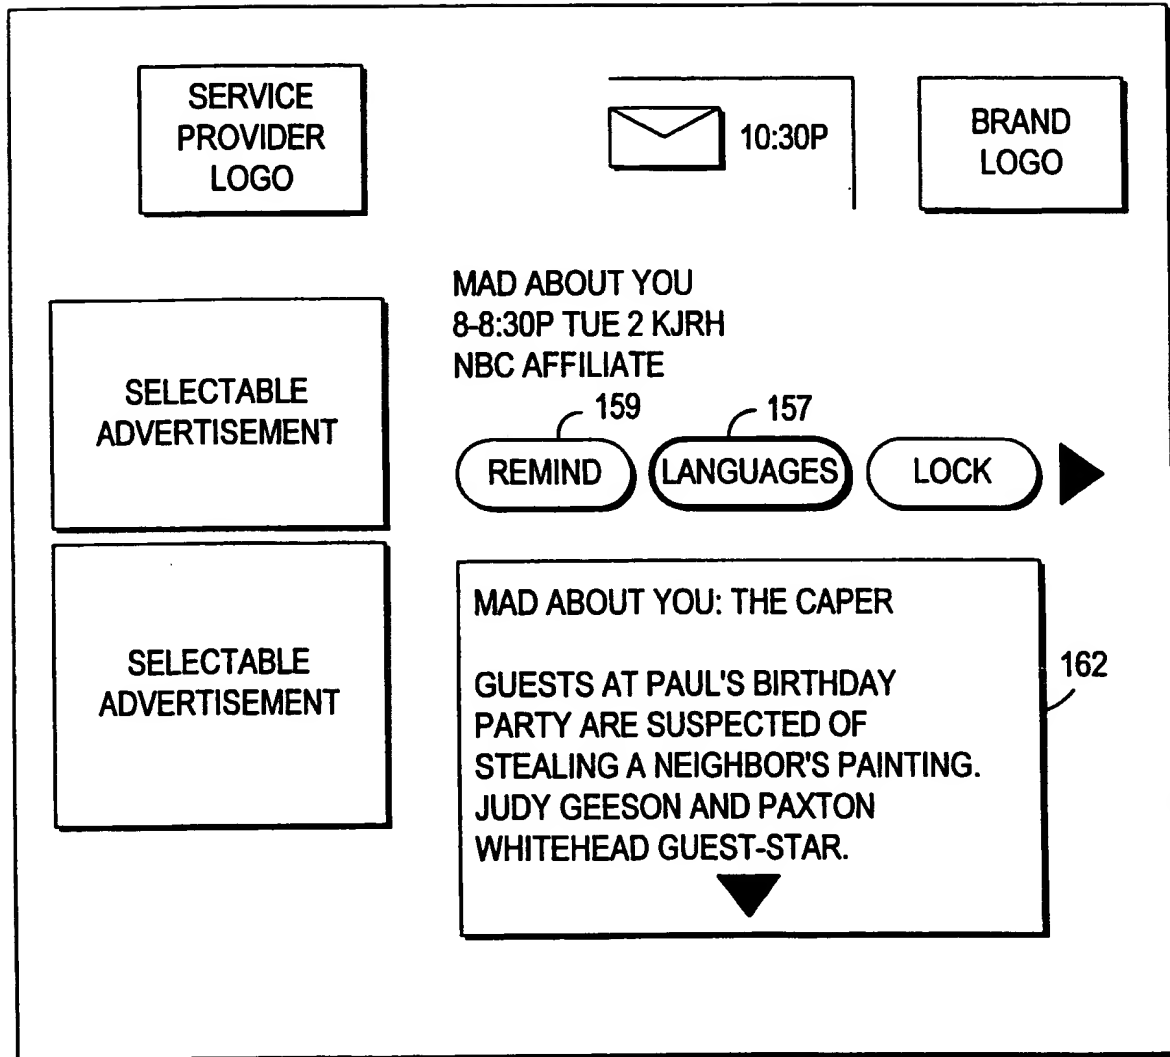 SERVICE
PROVIDER
LOGO
10:30P
BRAND
LOGO
SELECTABLE
ADVERTISEMENT
SELECTABLE
ADVERTISEMENT
MAD ABOUT YOU
8-8:30P TUE 2 KJRH
NBC AFFILIATE
159
157
REMIND
LANGUAGES
LOCK
MAD ABOUT YOU: THE CAPER
GUESTS AT PAUL'S BIRTHDAY
PARTY ARE SUSPECTED OF
STEALING A NEIGHBOR'S PAINTING.
JUDY GEESON AND PAXTON
WHITEHEAD GUEST-STAR.
162